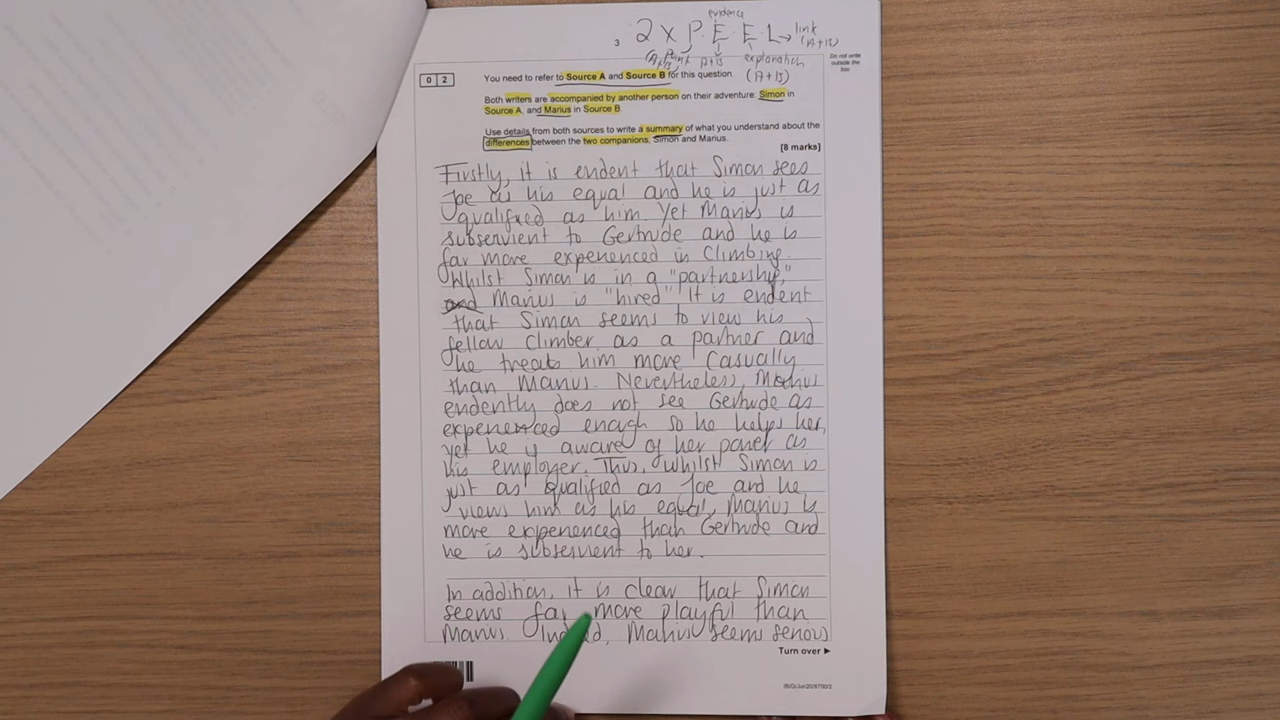 evidence
3 2 x P. E E L → link
(A+B)
point A+B explanation
(A+B)
Do not write
outside the
box
0 2
You need to refer to Source A and Source B for this question.
Both writers are accompanied by another person on their adventure: Simon in
Source A, and Marius in Source B.
Use details from both sources to write a summary of what you understand about the
differences between the two companions, Simon and Marius.
[8 marks]
Firstly, it is evident that Simon sees
Joe as his equal and he is just as
qualified as him. Yet Marius is
subservient to Gertrude and he is
far more experienced in climbing.
Whilst Simon is in a "partnership,"
and Marius is "hired" It is evident
that Simon seems to view his
fellow climber as a partner and
he treats him more casually
than Marius. Nevertheless, Marius
evidently does not see Gertrude as
experienced enough so he helps her,
yet he is aware of her power as
his employer. Thus, whilst Simon is
just as qualified as Joe and he
views him as his equal, Marius is
more experienced than Gertrude and
he is subservient to her.
In addition, it is clear that Simon
seems far more playful than
Marius. Indeed, Marius seems serious
Turn over ►
IB/G/Jun20/8700/2